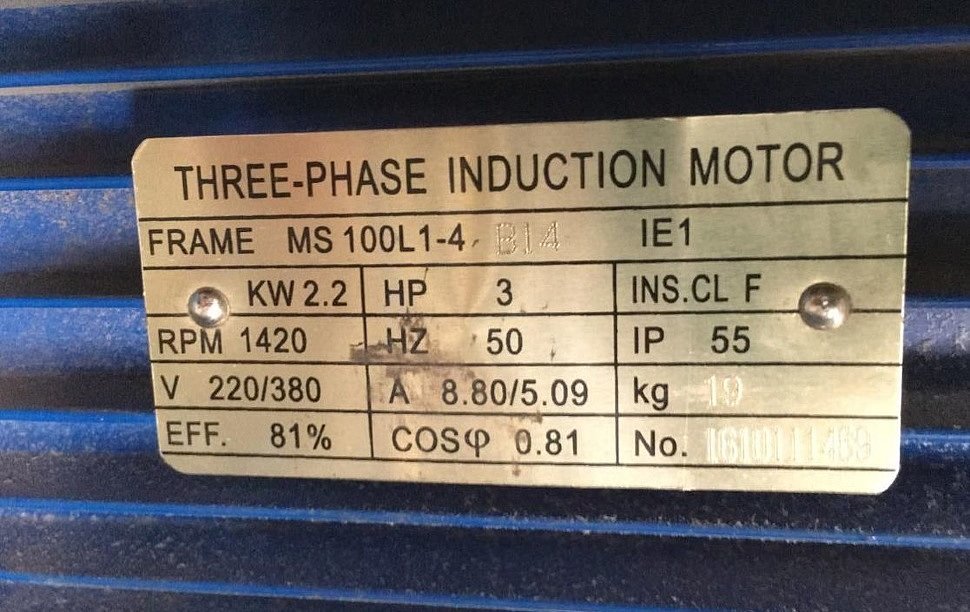 THREE-PHASE INDUCTION MOTOR
FRAME MS 100L1-4 B14 IE1
KW 2.2 HP 3 INS.CL F
RPM 1420 HZ 50 IP 55
V 220/380 A 8.80/5.09 kg 19
EFF. 81% COSφ 0.81 No. 1610111469